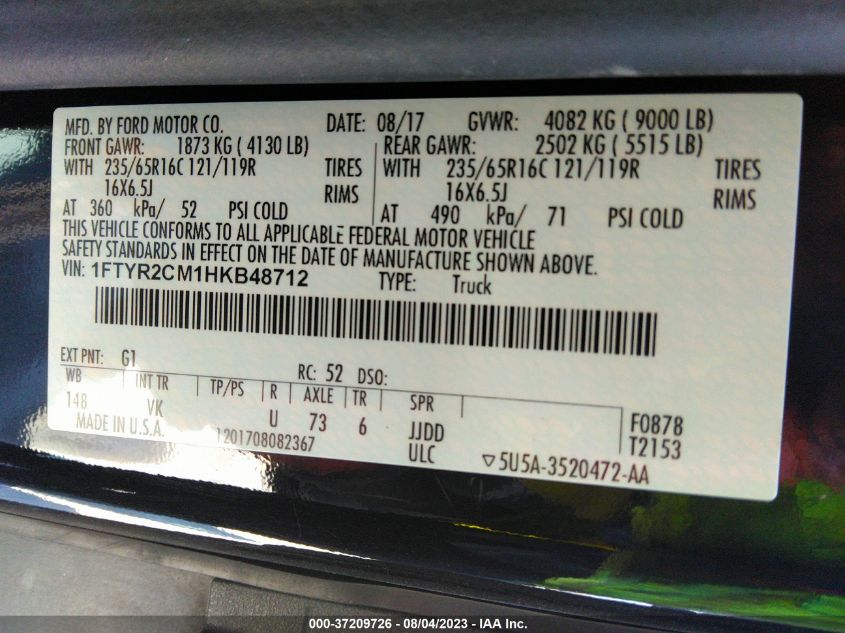 MFD. BY FORD MOTOR CO. DATE: 08/17 GVWR: 4082 KG ( 9000 LB)
FRONT GAWR: 1873 KG ( 4130 LB) REAR GAWR: 2502 KG ( 5515 LB)
WITH 235/65R16C 121/119R TIRES WITH 235/65R16C 121/119R TIRES
16X6.5J RIMS 16X6.5J RIMS
AT 360 kPa/ 52 PSI COLD AT 490 kPa/ 71 PSI COLD
THIS VEHICLE CONFORMS TO ALL APPLICABLE FEDERAL MOTOR VEHICLE
SAFETY STANDARDS IN EFFECT ON THE DATE OF MANUFACTURE SHOWN ABOVE.
VIN: 1FTYR2CM1HKB48712 TYPE: Truck
EXT PNT: G1 RC: 52 DSO:
WB INT TR TP/PS R AXLE TR SPR
148 VK U 73 6 JJDD F0878
MADE IN U.S.A. 1201708082367 ULC T2153
▽5U5A-3520472-AA
000-37209726 - 08/04/2023 - IAA Inc.